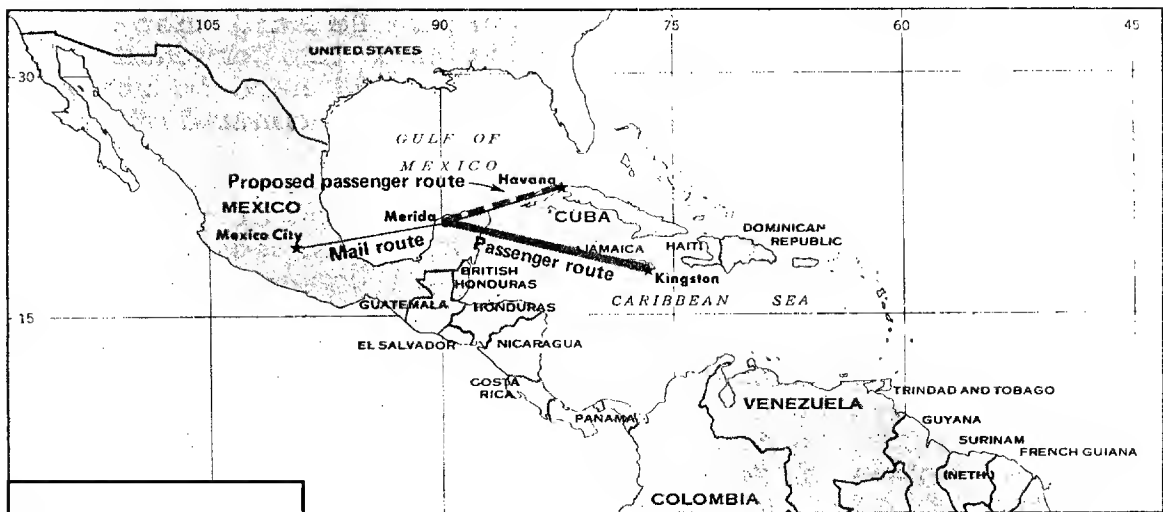 105 90 75 60 45
UNITED STATES
30
GULF OF
MEXICO
Havana
Proposed passenger route
MEXICO
Merida
CUBA
Mexico City
Mail route
Passenger route
JAMAICA
HAITI
DOMINICAN
REPUBLIC
Kingston
BRITISH
HONDURAS
CARIBBEAN SEA
GUATEMALA
HONDURAS
15
EL SALVADOR
NICARAGUA
COSTA
RICA
TRINIDAD AND TOBAGO
VENEZUELA
PANAMA
GUYANA
SURINAM
FRENCH GUIANA
(NETH.)
COLOMBIA